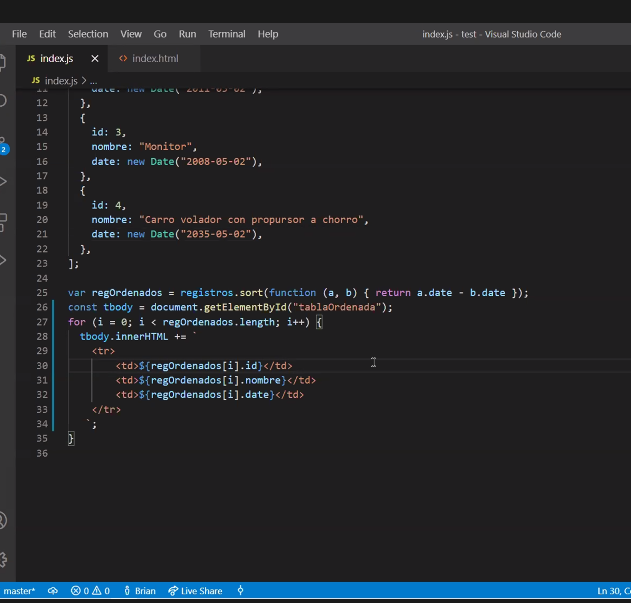 File Edit Selection View Go Run Terminal Help index.js - test - Visual Studio Code
JS index.js × <> index.html
JS index.js > ...
11 date: new Date("2011-05-02"),
12 },
13 {
14 id: 3,
15 nombre: "Monitor",
16 date: new Date("2008-05-02"),
17 },
18 {
19 id: 4,
20 nombre: "Carro volador con propursor a chorro",
21 date: new Date("2035-05-02"),
22 },
23 ];
24
25 var regOrdenados = registros.sort(function (a, b) { return a.date - b.date });
26 const tbody = document.getElementById("tablaOrdenada");
27 for (i = 0; i < regOrdenados.length; i++) {
28 tbody.innerHTML += `
29 <tr>
30 <td>${regOrdenados[i].id}</td>
31 <td>${regOrdenados[i].nombre}</td>
32 <td>${regOrdenados[i].date}</td>
33 </tr>
34 `;
35 }
36
2
master* 0 0 Brian Live Share Ln 30, C